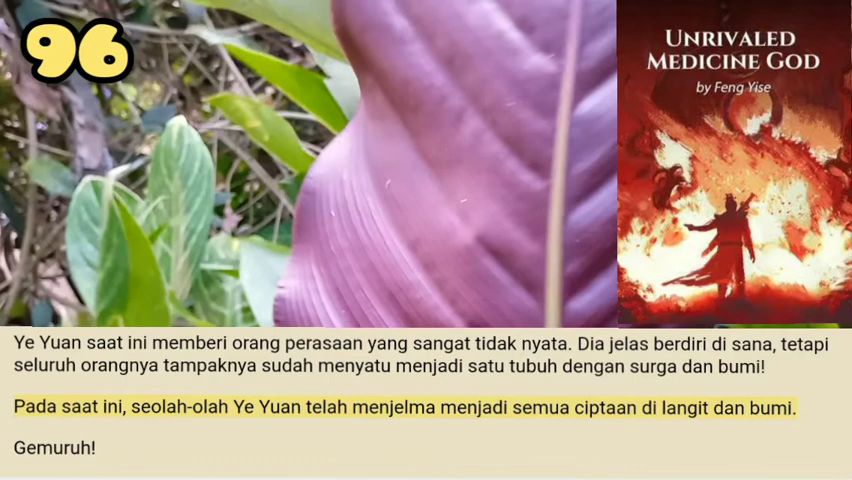 96
UNRIVALED
MEDICINE GOD
by Feng Yise
Ye Yuan saat ini memberi orang perasaan yang sangat tidak nyata. Dia jelas berdiri di sana, tetapi
seluruh orangnya tampaknya sudah menyatu menjadi satu tubuh dengan surga dan bumi!
Pada saat ini, seolah-olah Ye Yuan telah menjelma menjadi semua ciptaan di langit dan bumi.
Gemuruh!